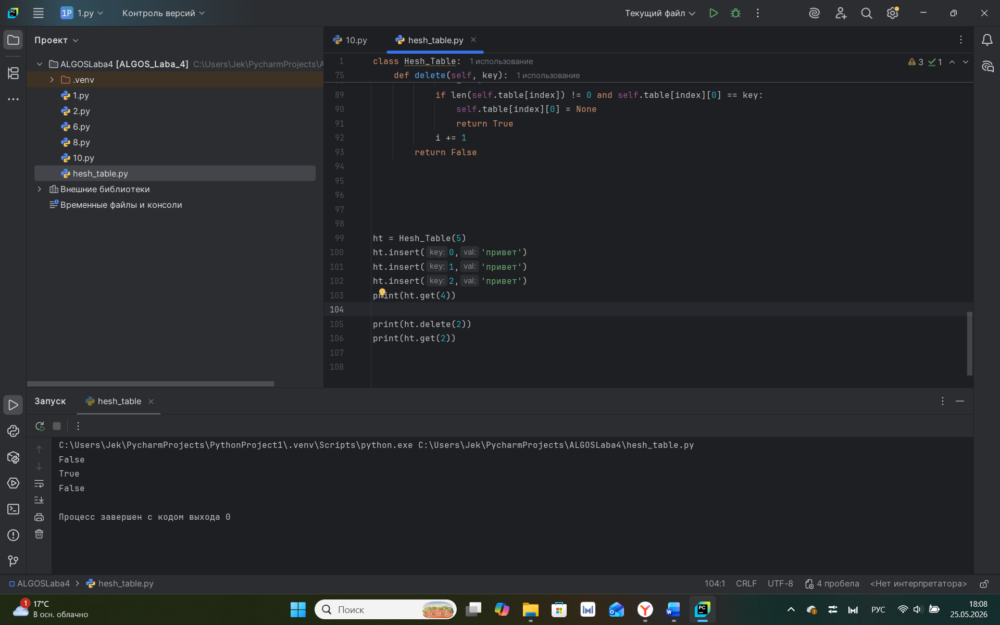 1P 1.py Контроль версий Текущий файл
Проект
ALGOSLaba4 [ALGOS_Laba_4] C:\Users\Jek\PycharmProjects\A
.venv
1.py
2.py
6.py
8.py
10.py
hesh_table.py
Внешние библиотеки
Временные файлы и консоли
10.py hesh_table.py
1 class Hesh_Table: 1 использование
3 1
75 def delete(self, key): 1 использование
89 if len(self.table[index]) != 0 and self.table[index][0] == key:
90 self.table[index][0] = None
91 return True
92 i += 1
93 return False
94
95
96
97
98
99 ht = Hesh_Table(5)
100 ht.insert( key: 0, val: 'привет')
101 ht.insert( key: 1, val: 'привет')
102 ht.insert( key: 2, val: 'привет')
103 print(ht.get(4))
104
105 print(ht.delete(2))
106 print(ht.get(2))
107
108
Запуск hesh_table
C:\Users\Jek\PycharmProjects\PythonProject1\.venv\Scripts\python.exe C:\Users\Jek\PycharmProjects\ALGOSLaba4\hesh_table.py
False
True
False
Процесс завершен с кодом выхода 0
ALGOSLaba4 > hesh_table.py
104:1 CRLF UTF-8 4 пробела <Нет интерпретатора>
1
17°C
В осн. облачно
Поиск
РУС
18:08
25.05.2026